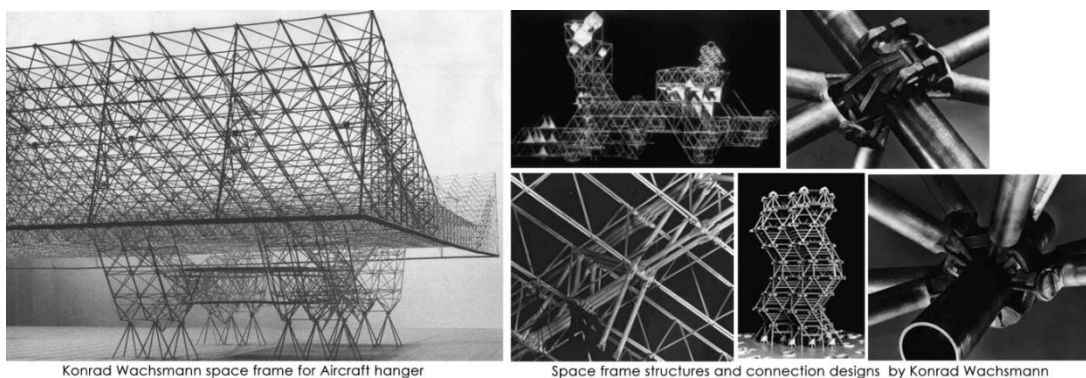 Konrad Wachsmann space frame for Aircraft hanger
Space frame structures and connection designs by Konrad Wachsmann